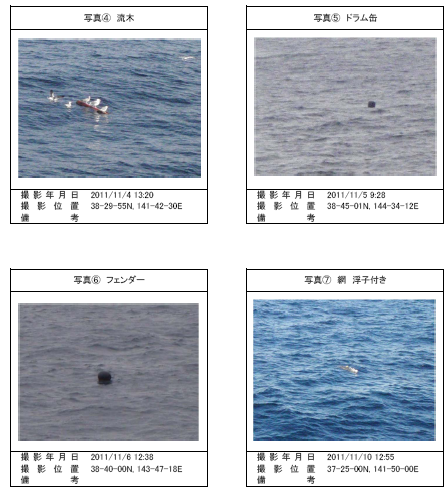 写真④ 流木
撮影年月日 2011/11/4 13:20
撮影位置 38-29-55N, 141-42-30E
備考
写真⑤ ドラム缶
撮影年月日 2011/11/5 9:28
撮影位置 38-45-01N, 144-34-12E
備考
写真⑥ フェンダー
撮影年月日 2011/11/6 12:38
撮影位置 38-40-00N, 143-47-18E
備考
写真⑦ 網 浮子付き
撮影年月日 2011/11/10 12:55
撮影位置 37-25-00N, 141-50-00E
備考